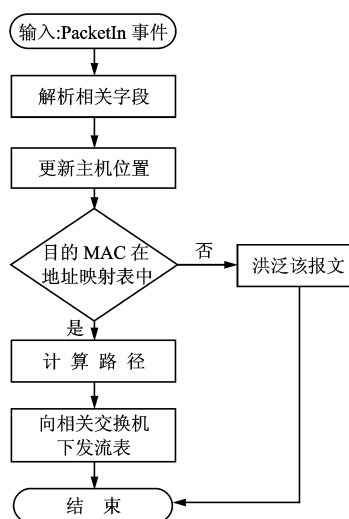 输入:PacketIn 事件
解析相关字段
更新主机位置
目的 MAC 在
地址映射表中
否
洪泛该报文
是
计 算 路 径
向相关交换机
下发流表
结 束